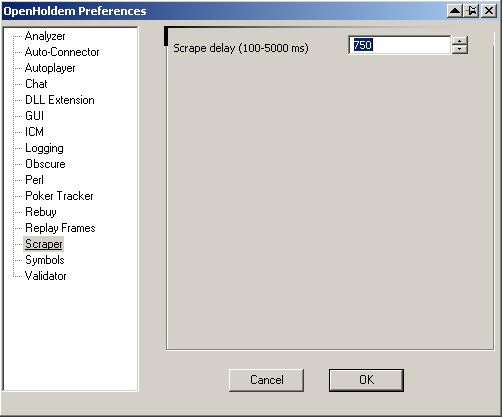 OpenHoldem Preferences
Analyzer
Auto-Connector
Autoplayer
Chat
DLL Extension
GUI
ICM
Logging
Obscure
Perl
Poker Tracker
Rebuy
Replay Frames
Scraper
Symbols
Validator
Scrape delay (100-5000 ms) 750
Cancel OK